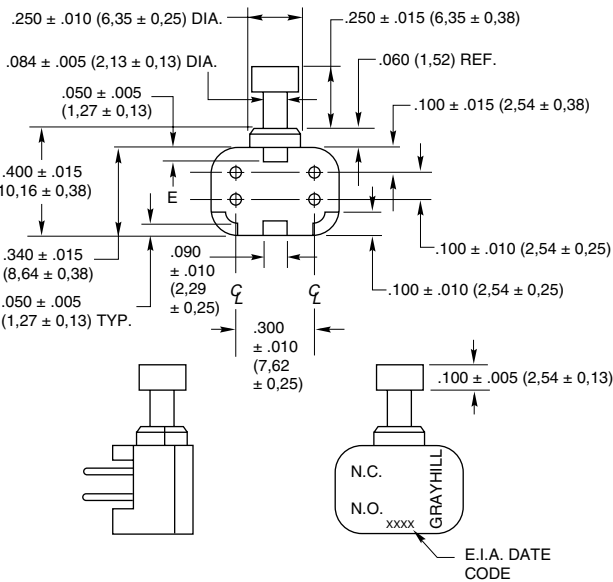 .250 ± .010 (6,35 ± 0,25) DIA.
.250 ± .015 (6,35 ± 0,38)
.084 ± .005 (2,13 ± 0,13) DIA.
.060 (1,52) REF.
.050 ± .005
(1,27 ± 0,13)
.100 ± .015 (2,54 ± 0,38)
.400 ± .015
10,16 ± 0,38)
E
.340 ± .015
(8,64 ± 0,38)
.090
± .010
(2,29
± 0,25)
.100 ± .010 (2,54 ± 0,25)
.050 ± .005
(1,27 ± 0,13) TYP.
℄
℄
.100 ± .010 (2,54 ± 0,25)
.300
± .010
(7,62
± 0,25)
.100 ± .005 (2,54 ± 0,13)
N.C.
N.O.
xxxx
GRAYHILL
E.I.A. DATE
CODE